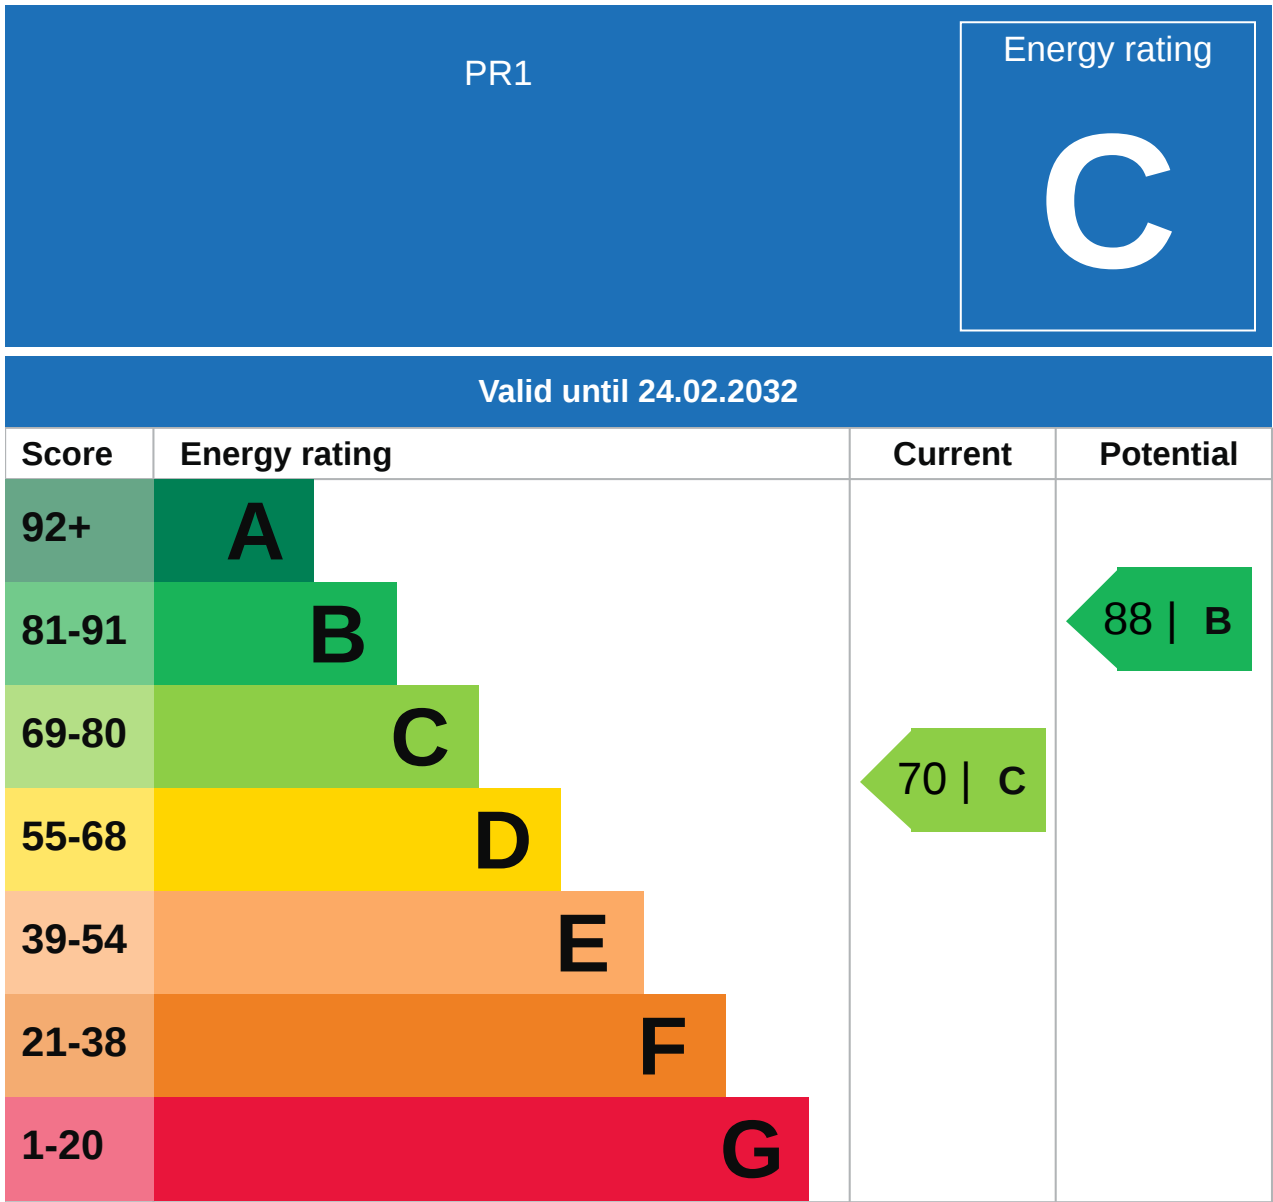 PR1
Energy rating
C
Valid until 24.02.2032
Score Energy rating Current Potential
92+ A
81-91 B
88 | B
69-80 C
70 | C
55-68 D
39-54 E
21-38 F
1-20 G